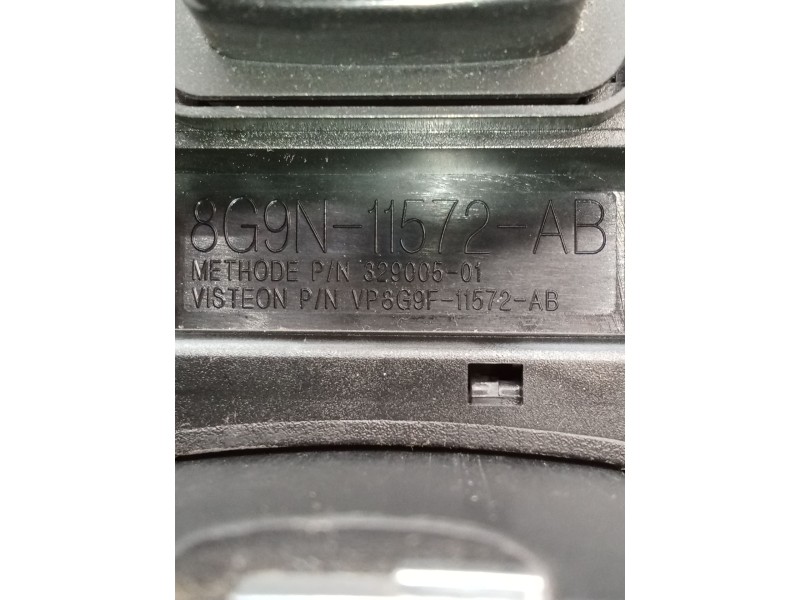 8G9N-11572-AB
METHODE P/N 329005-01
VISTEON P/N VP8G9F-11572-AB